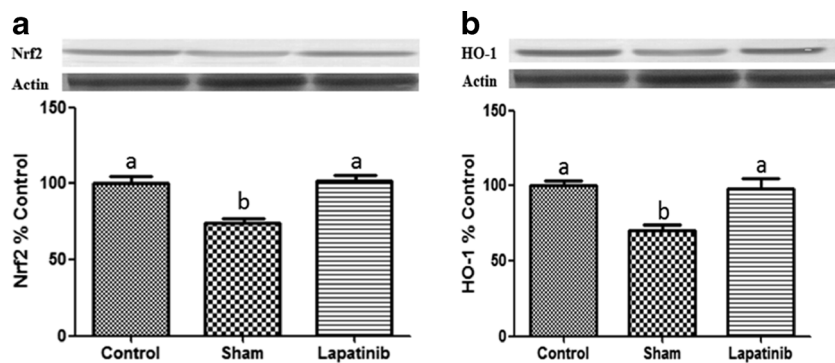 a
Nrf2
Actin
150
100
50
0
Nrf2 % Control
a
b
a
Control Sham Lapatinib
b
HO-1
Actin
150
100
50
0
HO-1 % Control
a
b
a
Control Sham Lapatinib